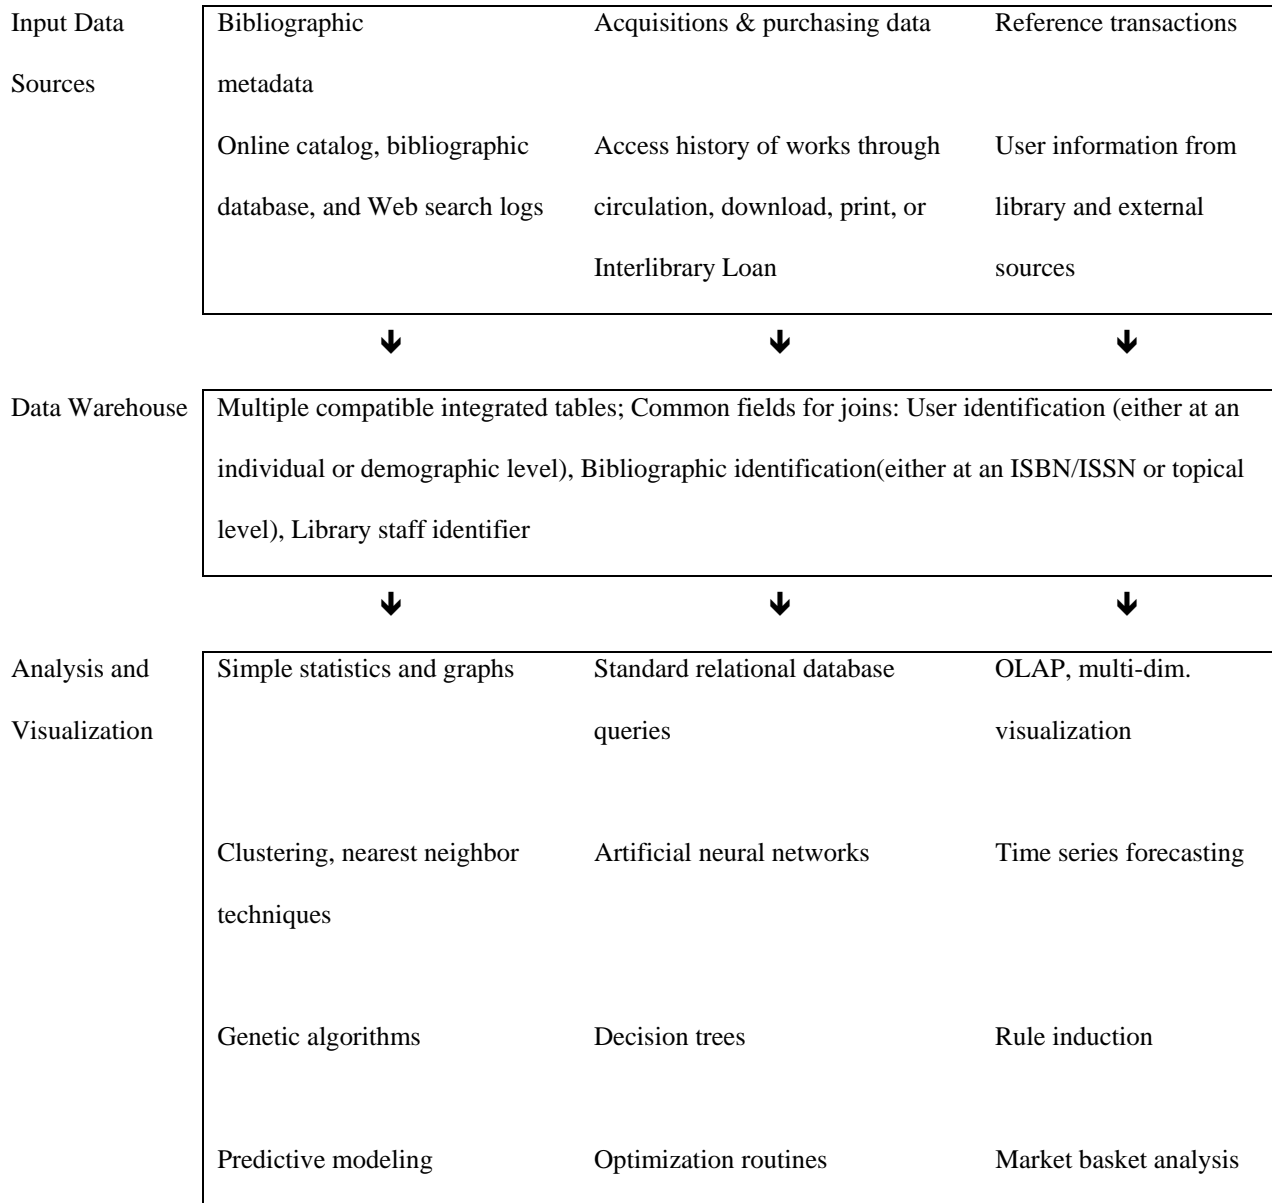 Input Data Sources
Bibliographic metadata
Acquisitions & purchasing data
Reference transactions
Online catalog, bibliographic
database, and Web search logs
Access history of works through
circulation, download, print, or
Interlibrary Loan
User information from
library and external
sources
Data Warehouse
Multiple compatible integrated tables; Common fields for joins: User identification (either at an
individual or demographic level), Bibliographic identification(either at an ISBN/ISSN or topical
level), Library staff identifier
Analysis and
Visualization
Simple statistics and graphs
Standard relational database
queries
OLAP, multi-dim.
visualization
Clustering, nearest neighbor
techniques
Artificial neural networks
Time series forecasting
Genetic algorithms
Decision trees
Rule induction
Predictive modeling
Optimization routines
Market basket analysis